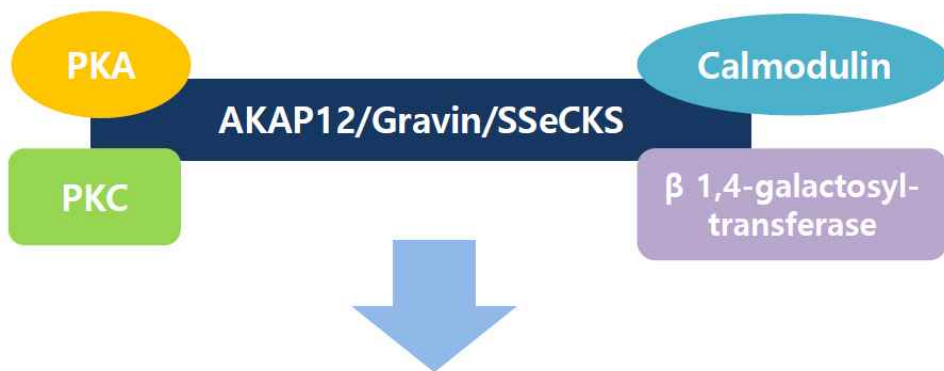 PKA
Calmodulin
AKAP12/Gravin/SSeCKS
PKC
β 1,4-galactosyl-
transferase